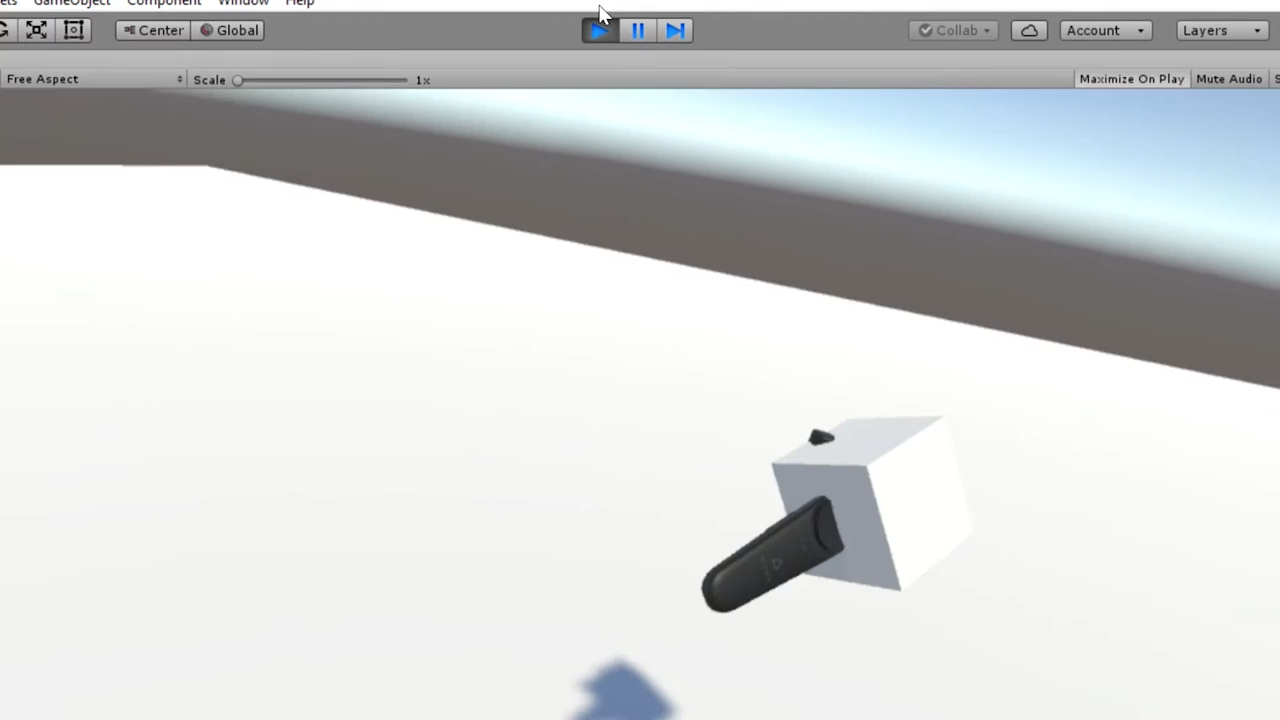 GameObject Component Window Help
Center Global Collab Account Layers
Free Aspect Scale 1x Maximize On Play Mute Audio